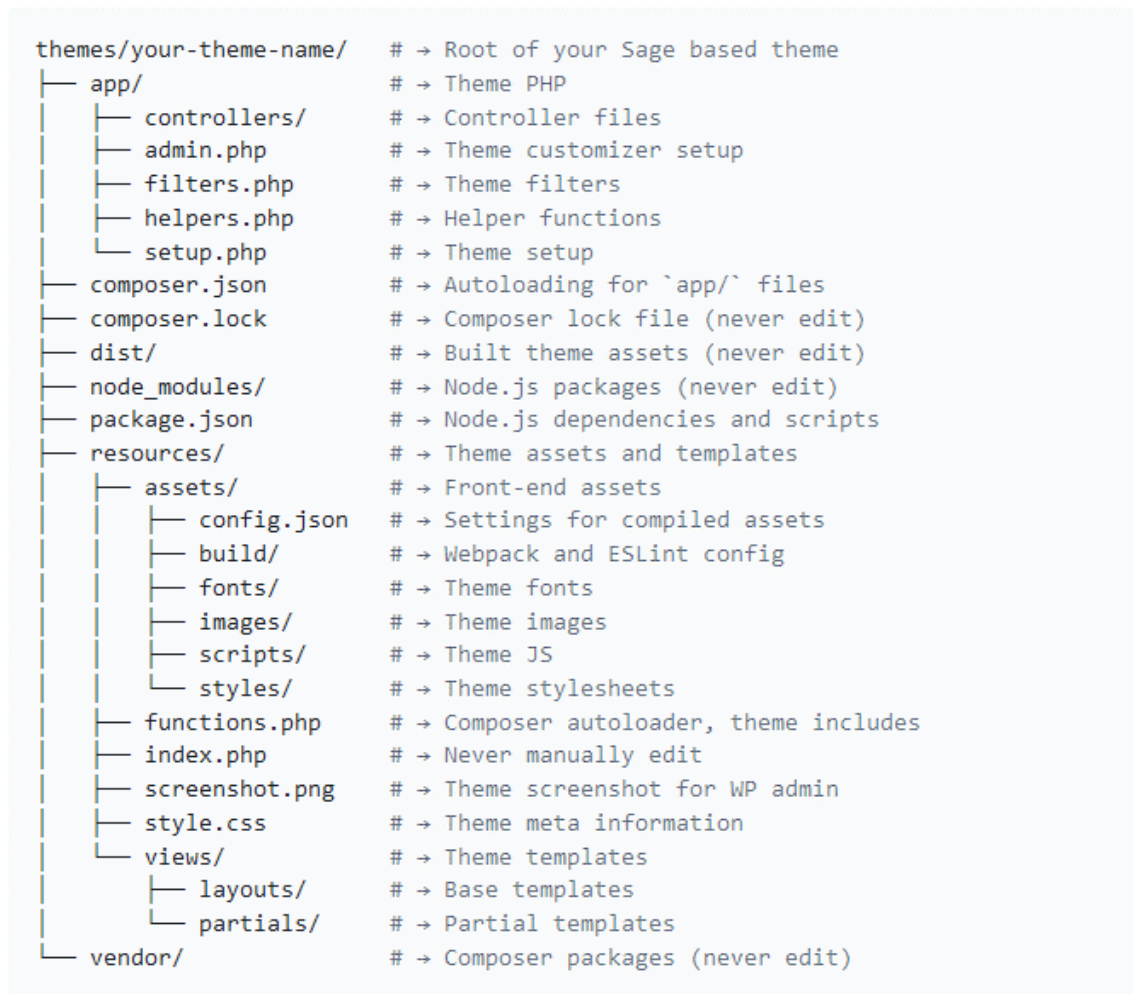 themes/your-theme-name/   # → Root of your Sage based theme
├── app/                  # → Theme PHP
│   ├── controllers/      # → Controller files
│   ├── admin.php         # → Theme customizer setup
│   ├── filters.php       # → Theme filters
│   ├── helpers.php       # → Helper functions
│   └── setup.php         # → Theme setup
├── composer.json         # → Autoloading for `app/` files
├── composer.lock         # → Composer lock file (never edit)
├── dist/                 # → Built theme assets (never edit)
├── node_modules/         # → Node.js packages (never edit)
├── package.json          # → Node.js dependencies and scripts
├── resources/            # → Theme assets and templates
│   ├── assets/           # → Front-end assets
│   │   ├── config.json   # → Settings for compiled assets
│   │   ├── build/        # → Webpack and ESLint config
│   │   ├── fonts/        # → Theme fonts
│   │   ├── images/       # → Theme images
│   │   ├── scripts/      # → Theme JS
│   │   └── styles/       # → Theme stylesheets
│   ├── functions.php     # → Composer autoloader, theme includes
│   ├── index.php         # → Never manually edit
│   ├── screenshot.png    # → Theme screenshot for WP admin
│   ├── style.css         # → Theme meta information
│   └── views/            # → Theme templates
│       ├── layouts/      # → Base templates
│       └── partials/     # → Partial templates
└── vendor/               # → Composer packages (never edit)